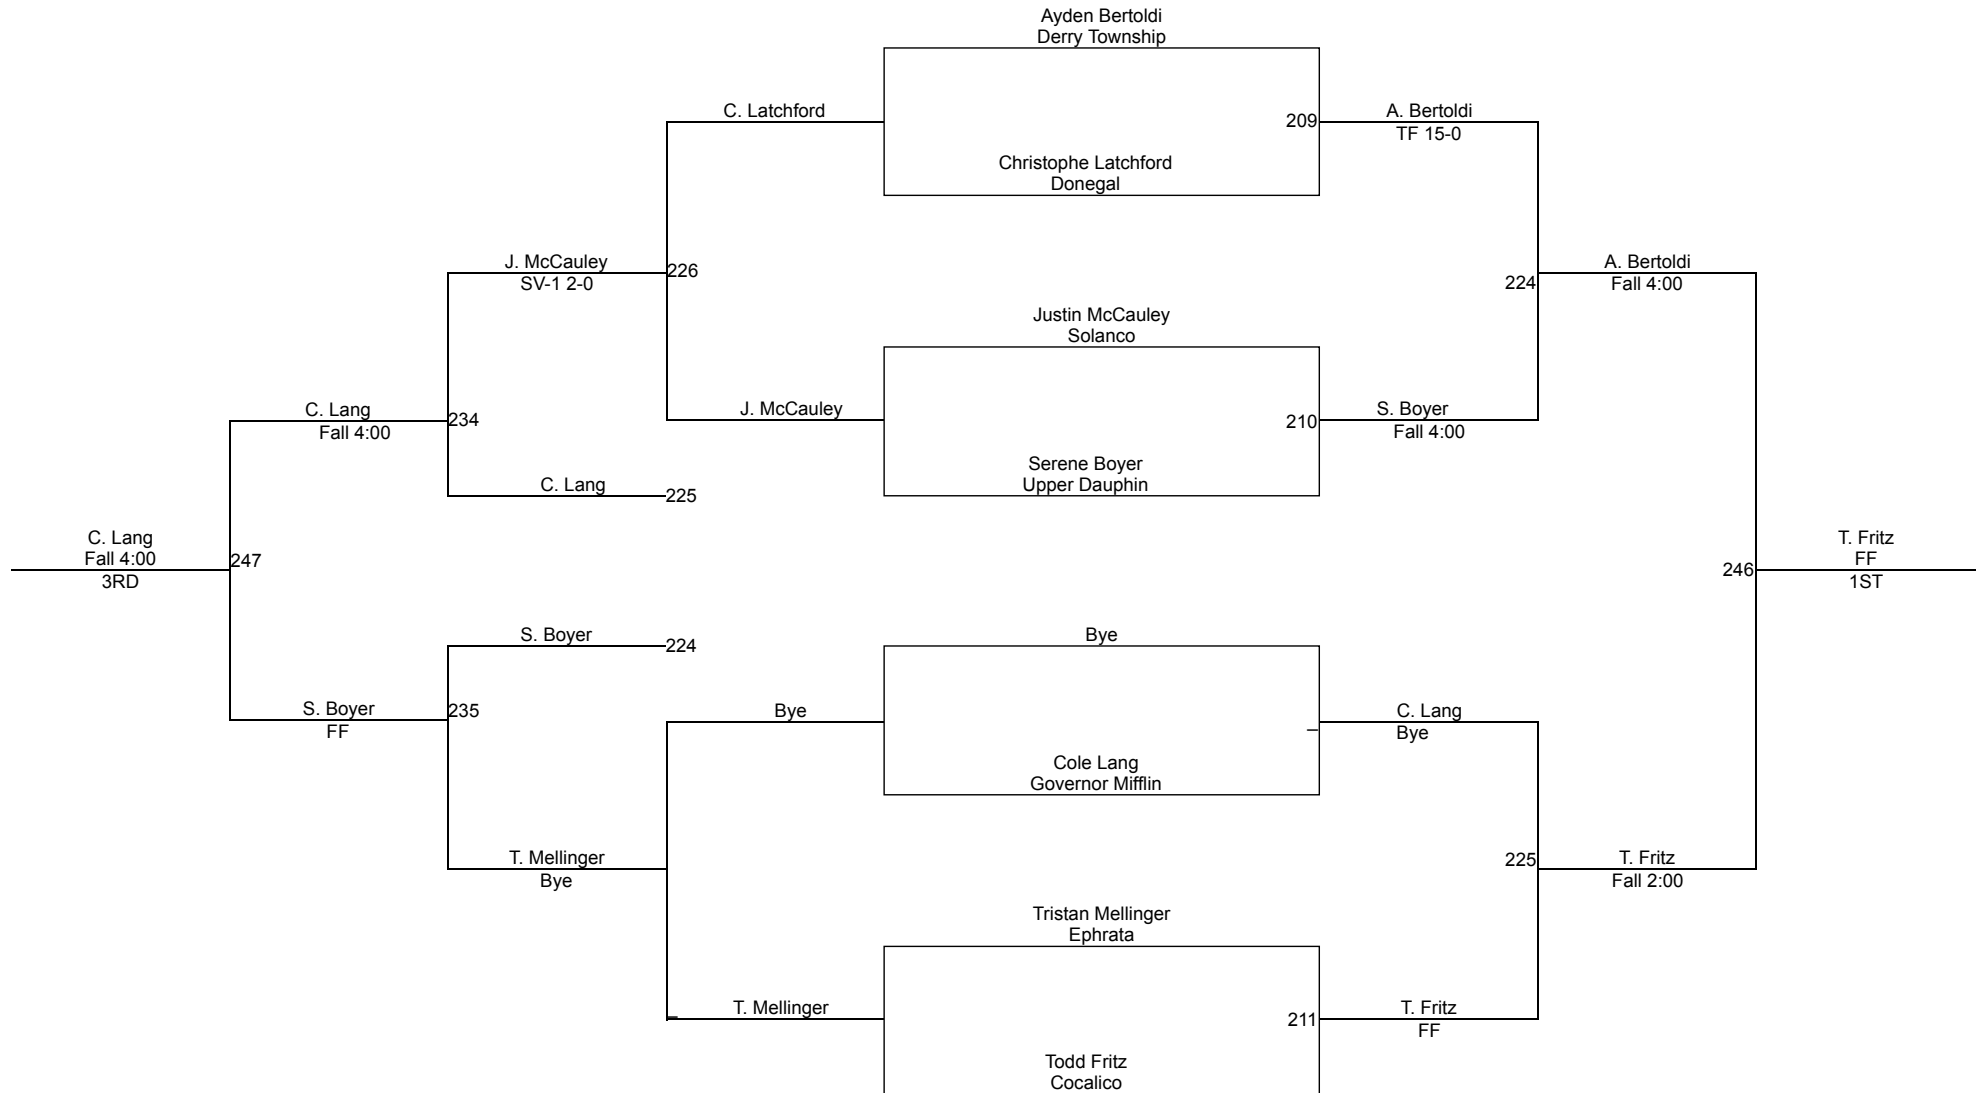 Ayden Bertoldi
Derry Township
C. Latchford
209
A. Bertoldi
TF 15-0
Christophe Latchford
Donegal
J. McCauley
SV-1 2-0
226
224
A. Bertoldi
Fall 4:00
Justin McCauley
Solanco
C. Lang
Fall 4:00
234
J. McCauley
210
S. Boyer
Fall 4:00
Serene Boyer
Upper Dauphin
C. Lang
225
C. Lang
Fall 4:00
3RD
247
246
T. Fritz
FF
1ST
S. Boyer
224
Bye
S. Boyer
FF
235
Bye
–
C. Lang
Bye
Cole Lang
Governor Mifflin
T. Mellinger
Bye
225
T. Fritz
Fall 2:00
Tristan Mellinger
Ephrata
–
T. Mellinger
211
T. Fritz
FF
Todd Fritz
Cocalico